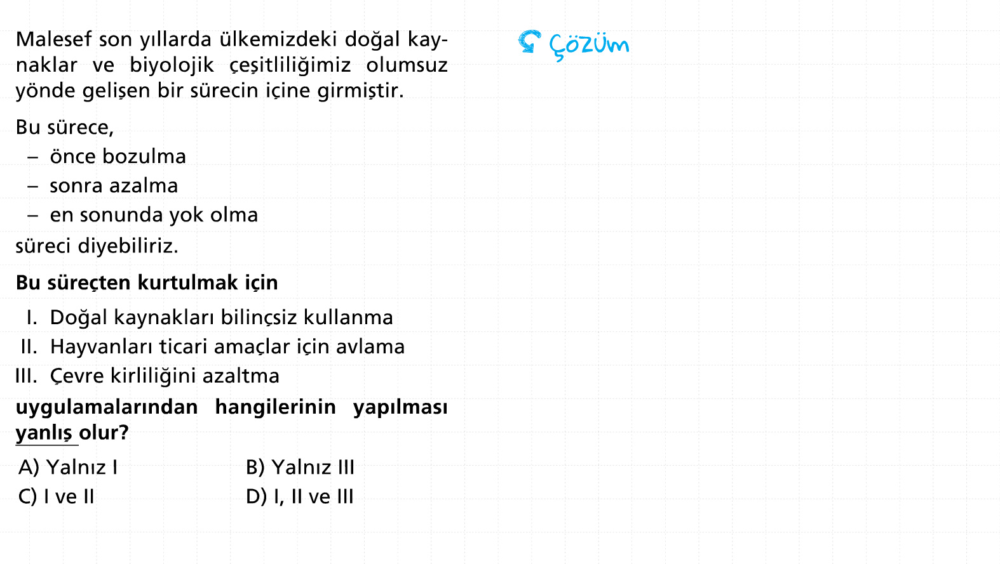 Malesef son yıllarda ülkemizdeki doğal kay-
naklar ve biyolojik çeşitliliğimiz olumsuz
yönde gelişen bir sürecin içine girmiştir.
Bu sürece,
– önce bozulma
– sonra azalma
– en sonunda yok olma
süreci diyebiliriz.
Bu süreçten kurtulmak için
I. Doğal kaynakları bilinçsiz kullanma
II. Hayvanları ticari amaçlar için avlama
III. Çevre kirliliğini azaltma
uygulamalarından hangilerinin yapılması
yanlış olur?
A) Yalnız I B) Yalnız III
C) I ve II D) I, II ve III
Çözüm